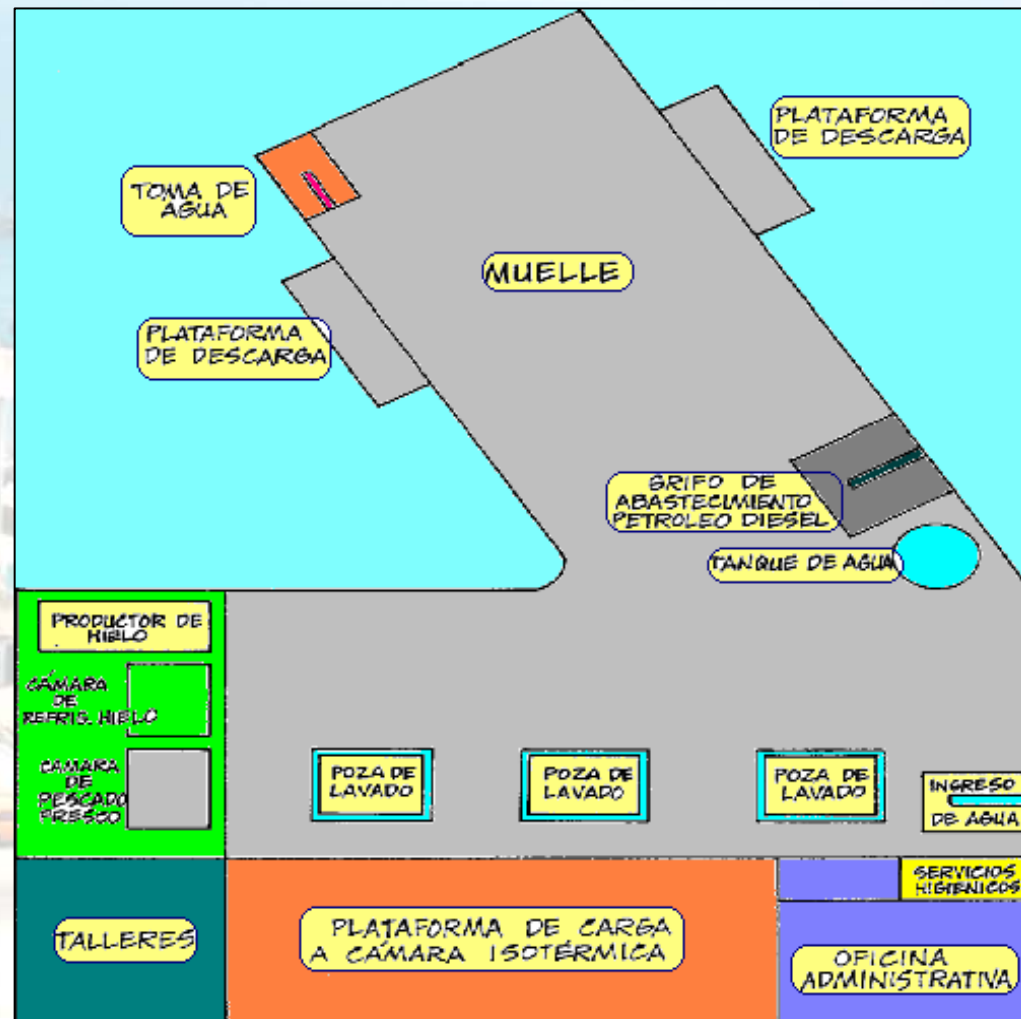 PLATAFORMA
DE DESCARGA
TOMA DE
AGUA
MUELLE
PLATAFORMA
DE DESCARGA
GRIFO DE
ABASTECIMIENTO
PETROLEO DIESEL
TANQUE DE AGUA
PRODUCTOR DE
HIELO
CÁMARA
DE
REFRIG. HIELO
CAMARA
DE
PESCADO
FRESCO
POZA DE
LAVADO
POZA DE
LAVADO
POZA DE
LAVADO
INGRESO
DE AGUA
SERVICIOS
HIGIENICOS
TALLERES
PLATAFORMA DE CARGA
A CÁMARA ISOTÉRMICA
OFICINA
ADMINISTRATIVA